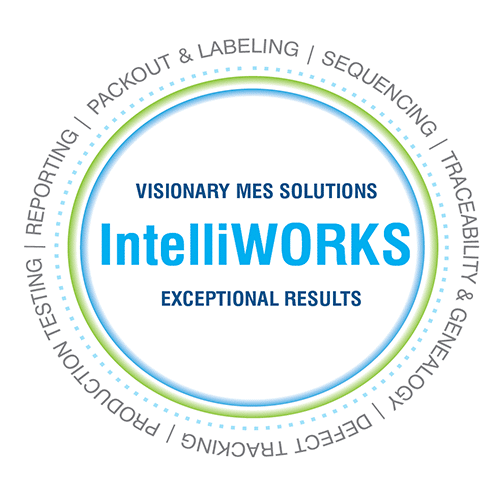 VISIONARY MES SOLUTIONS
IntelliWORKS
EXCEPTIONAL RESULTS
PACKOUT & LABELING | SEQUENCING | TRACEABILITY & GENEALOGY | DEFECT TRACKING | PRODUCTION TESTING | REPORTING |